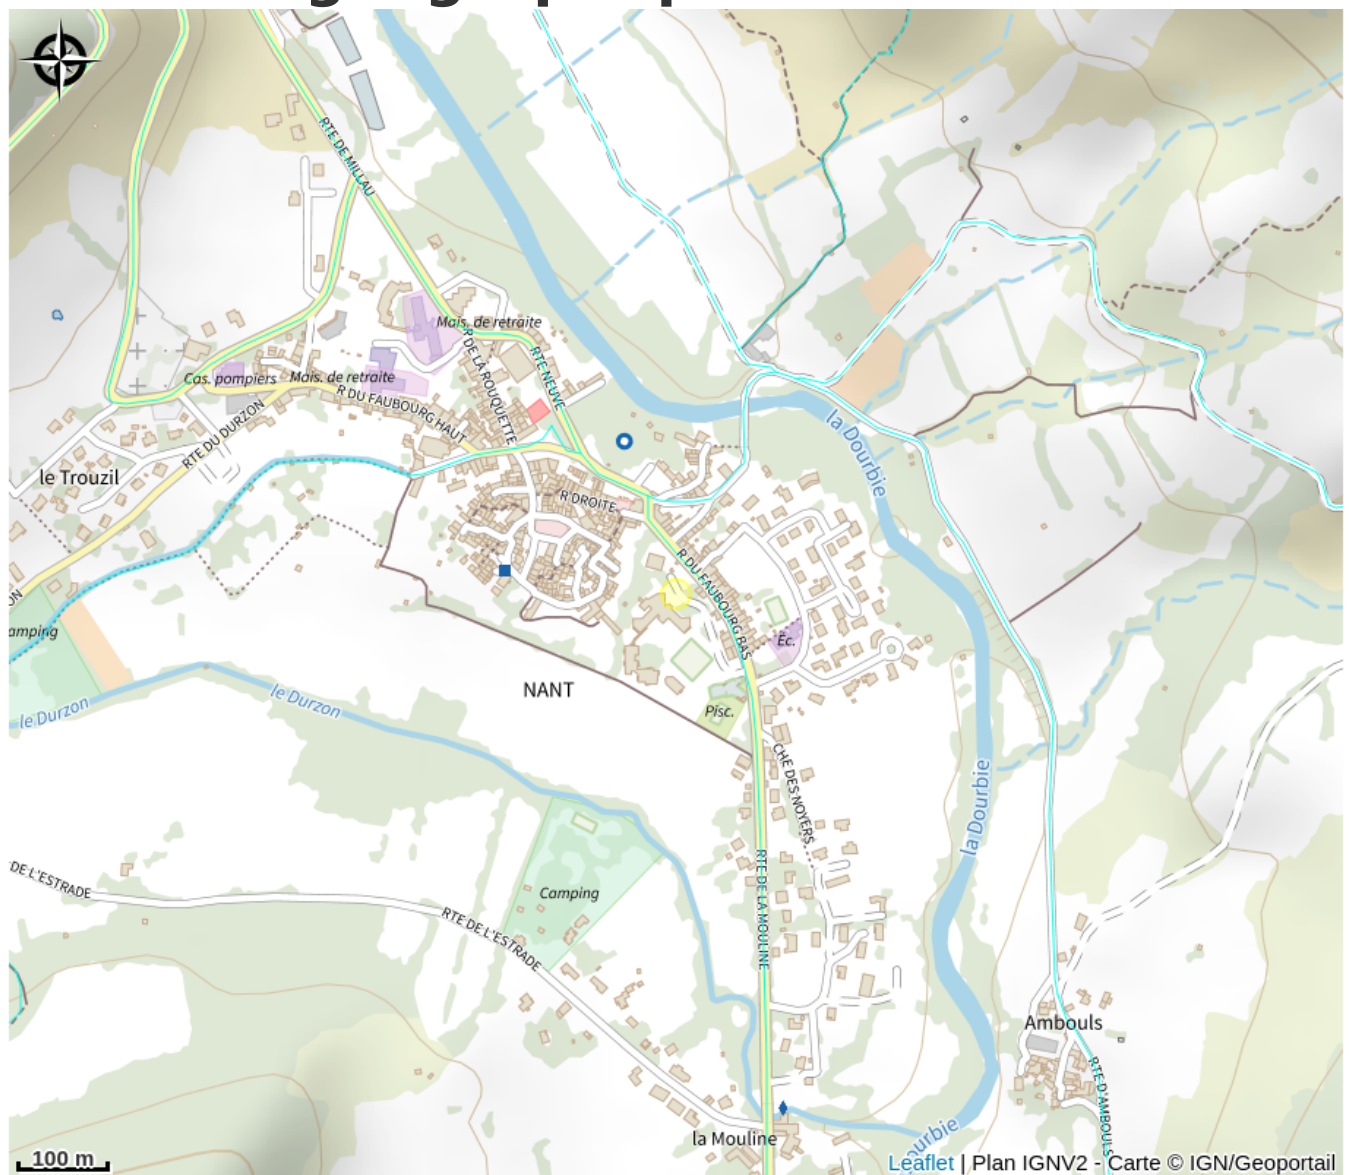 RTE DE MILLAU
Mais. de retraite
R DE LA ROUQUETTE
RTE NEUVE
Cas. pompiers
Mais. de retraite
R DU FAUBOURG HAUT
RTE DU DURZON
le Trouzil
R DROITE
la Dourbie
R DU FAUBOURG BAS
Ec.
ON
amping
NANT
le Durzon
le Durzon
Pisc.
CHE DES NOYERS
la Dourbie
RTE DE LA MOULINE
DE L'ESTRADE
Camping
RTE DE L'ESTRADE
Ambouls
RTE D'AMBOULS
la Mouline
ourbie
100 m
Leaflet | Plan IGNV2 - Carte © IGN/Geoportail